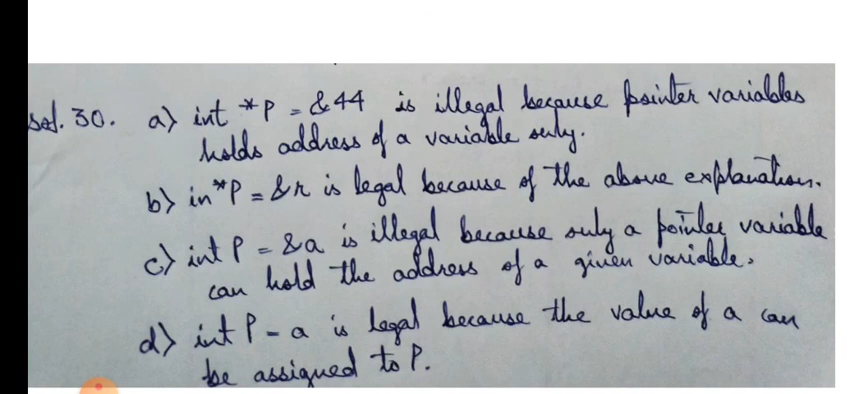 Sol. 30. a) int *P = &44 is illegal because pointer variables
holds address of a variable only.
b) in*P = &r is legal because of the above explanation.
c) int P = &a is illegal because only a pointer variable
can hold the address of a given variable.
d) int P = a is legal because the value of a can
be assigned to P.